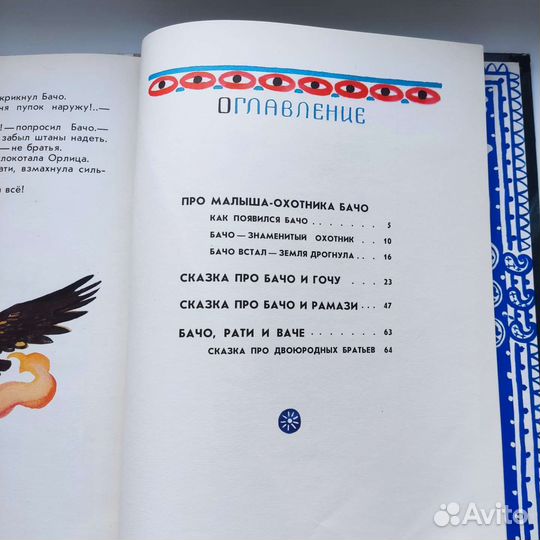 крикнул Бачо.
ня пупок наружу!..—
!— попросил Бачо.—
забыл штаны надеть.
— не братья.
локотала Орлица.
ати, взмахнула силь-
 всё!
ОГЛАВЛЕНИЕ
ПРО МАЛЫША-ОХОТНИКА БАЧО
КАК ПОЯВИЛСЯ БАЧО . . . . . . . 5
БАЧО — ЗНАМЕНИТЫЙ ОХОТНИК . . 10
БАЧО ВСТАЛ — ЗЕМЛЯ ДРОГНУЛА . . 16
СКАЗКА ПРО БАЧО И ГОЧУ . . . . 23
СКАЗКА ПРО БАЧО И РАМАЗИ . . . 47
БАЧО, РАТИ И ВАЧЕ . . . . . . . 63
СКАЗКА ПРО ДВОЮРОДНЫХ БРАТЬЕВ 64
Avito